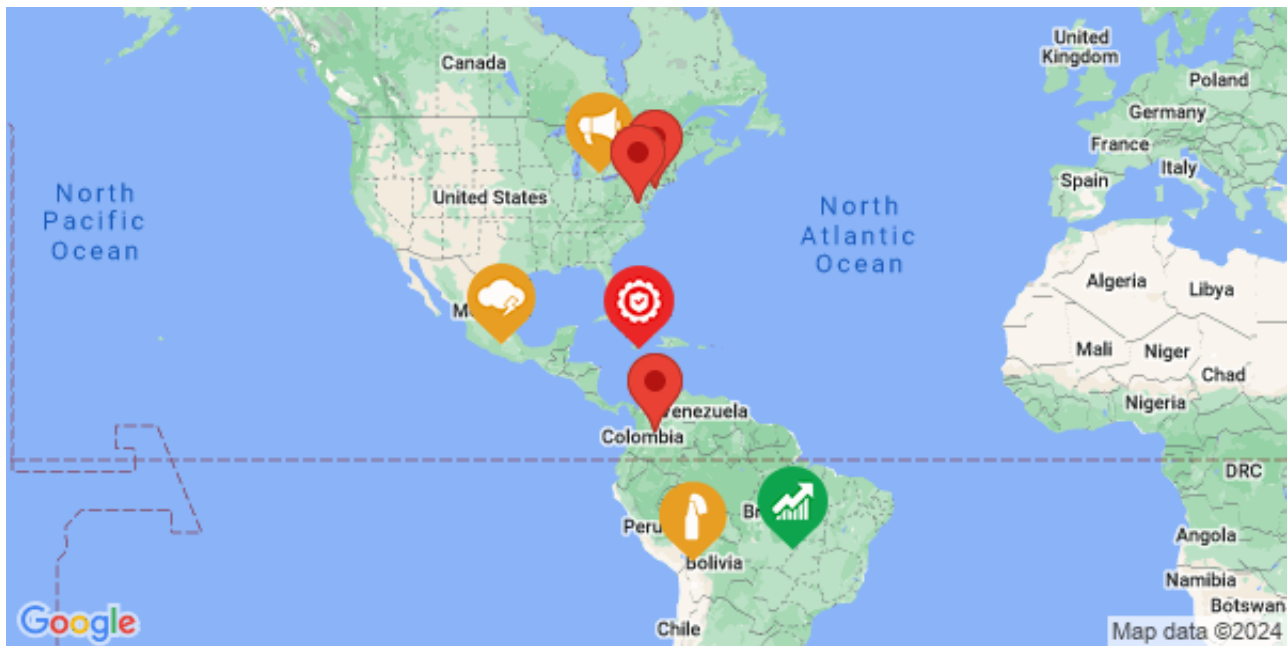 United
Kingdom
Canada
Poland
Germany
France
Italy
Spain
North
Pacific
Ocean
United States
North
Atlantic
Ocean
Algeria
Libya
Mali
Niger
Chad
Nigeria
Venezuela
Colombia
DRC
Peru
Bolivia
Angola
Namibia
Botswan
Chile
Google
Map data ©2024